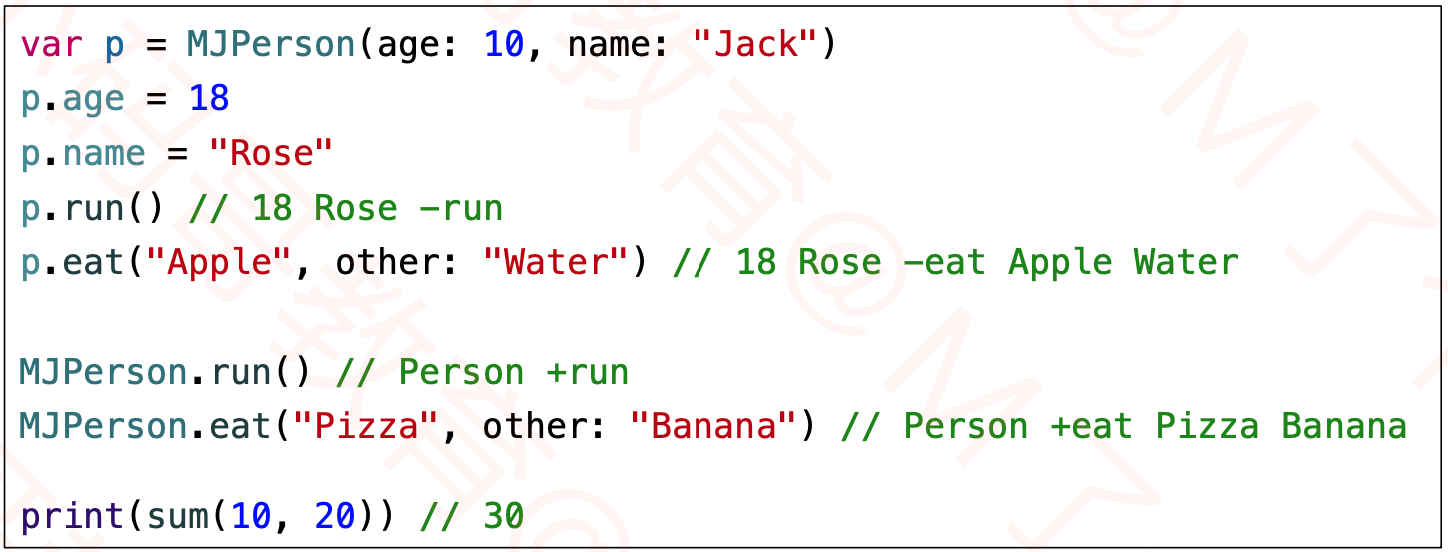 var p = MJPerson(age: 10, name: "Jack")
p.age = 18
p.name = "Rose"
p.run() // 18 Rose -run
p.eat("Apple", other: "Water") // 18 Rose -eat Apple Water
MJPerson.run() // Person +run
MJPerson.eat("Pizza", other: "Banana") // Person +eat Pizza Banana
print(sum(10, 20)) // 30